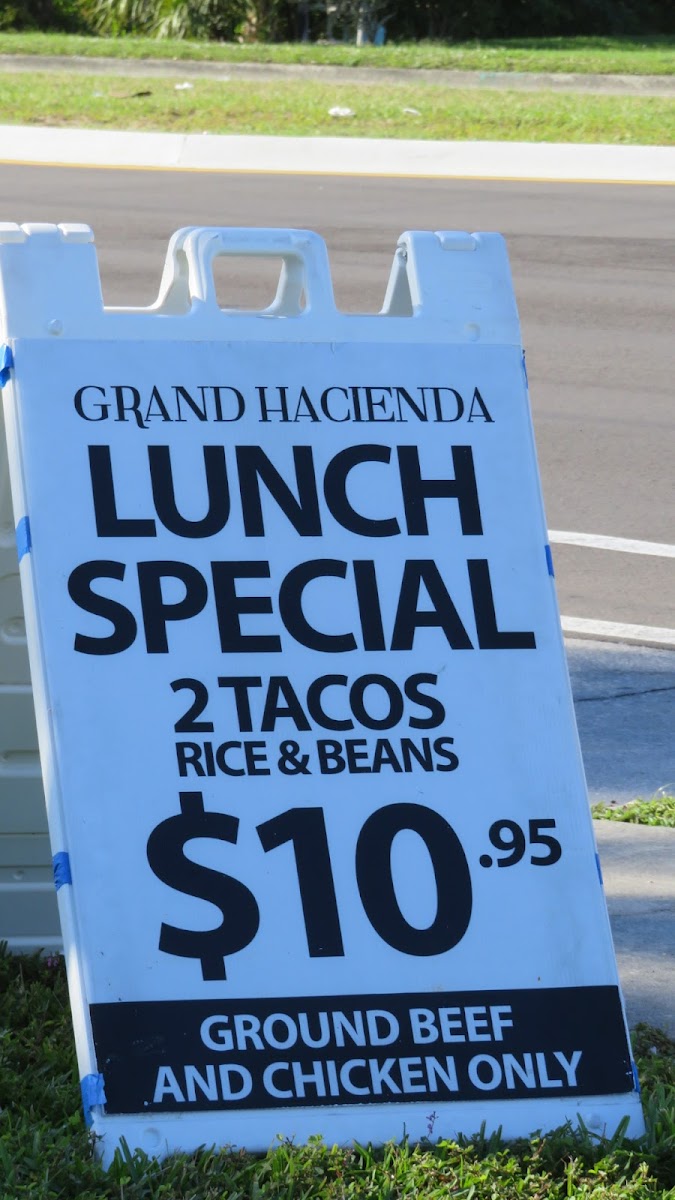 GRAND HACIENDA
LUNCH
SPECIAL
2 TACOS
RICE & BEANS
$10.95
GROUND BEEF
AND CHICKEN ONLY